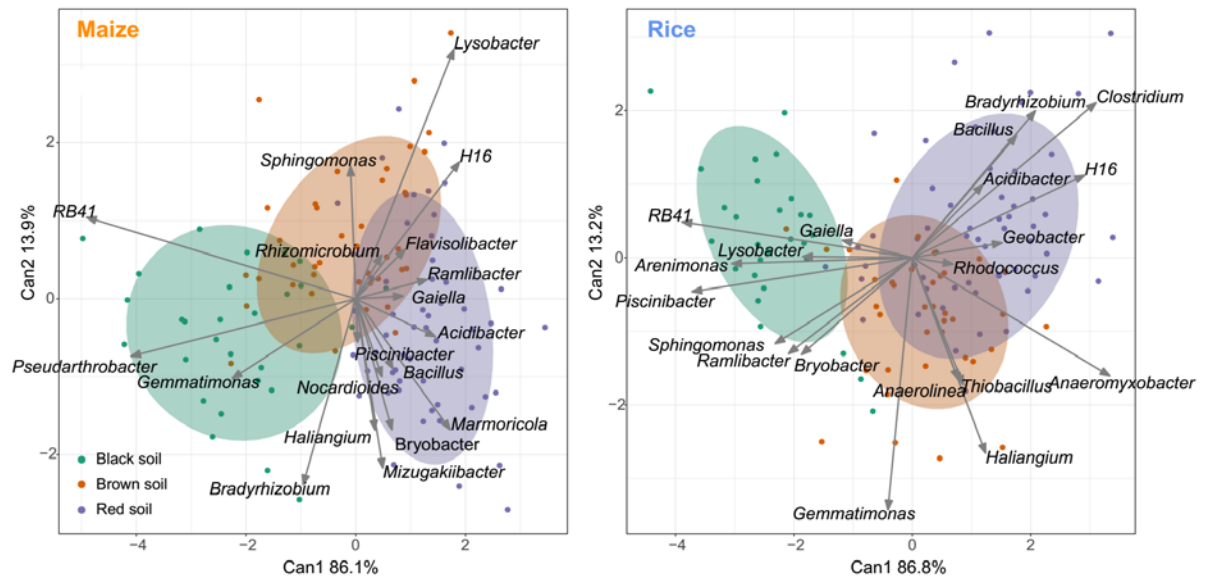 Maize
Lysobacter
Sphingomonas
H16
RB41
Rhizomicrobium
Flavisolibacter
Ramlibacter
Gaiella
Acidibacter
Piscinibacter
Pseudarthrobacter
Bacillus
Gemmatimonas
Nocardioides
Marmoricola
Haliangium
Bryobacter
Mizugakiibacter
Bradyrhizobium
Black soil
Brown soil
Red soil
2
0
−2
−4
−2
0
2
Can2 13.9%
Can1 86.1%
Rice
Clostridium
Bradyrhizobium
Bacillus
H16
Acidibacter
RB41
Gaiella
Geobacter
Lysobacter
Arenimonas
Rhodoccocus
Piscinibacter
Sphingomonas
Ramlibacter
Bryobacter
Anaerolinea
Thiobacillus
Anaeromyxobacter
Haliangium
Gemmatimonas
2
0
−2
−4
−2
0
2
Can2 13.2%
Can1 86.8%